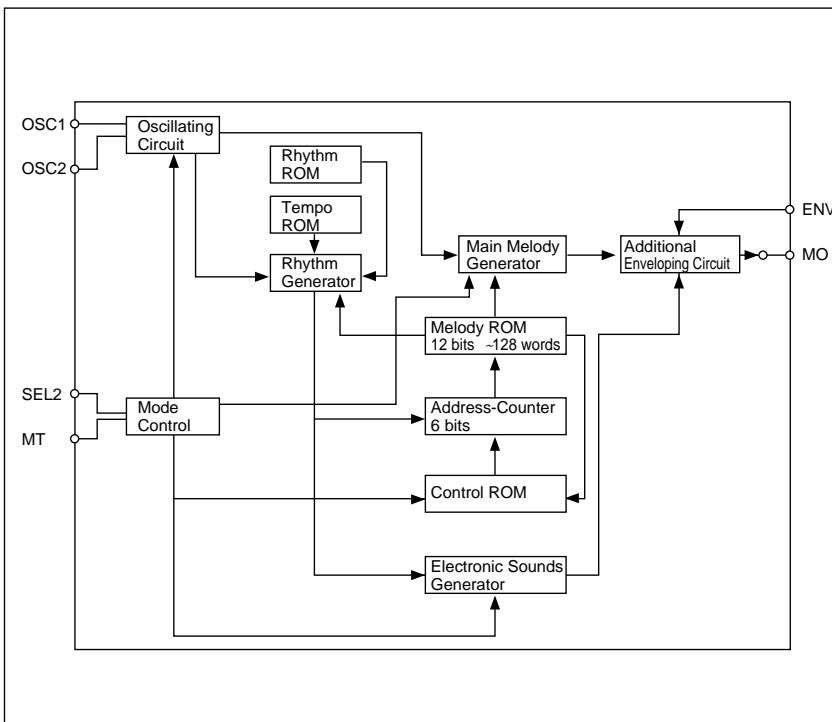 OSC1
Oscillating
Circuit
OSC2
Rhythm
ROM
Tempo
ROM
ENV
Rhythm
Generator
Main Melody
Generator
Additional
Enveloping Circuit
MO
Melody ROM
12 bits ~128 words
SEL2
Mode
Control
Address-Counter
6 bits
MT
Control ROM
Electronic Sounds
Generator